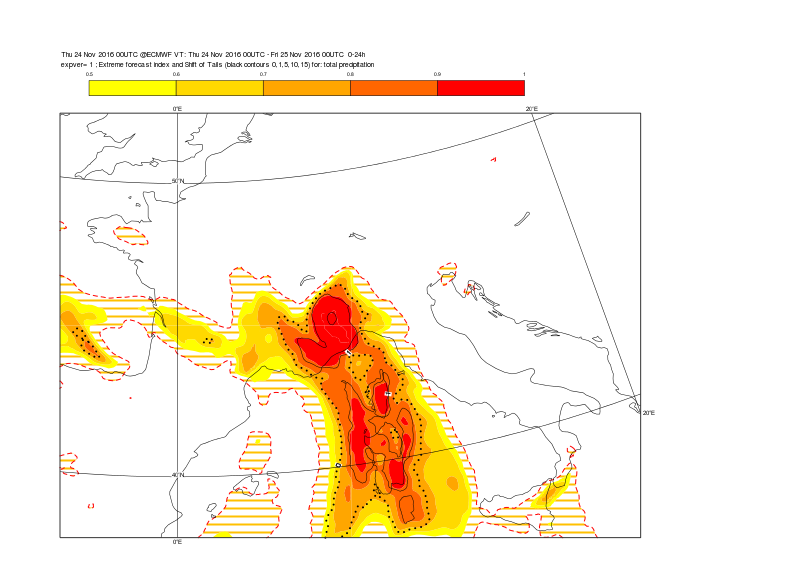 Thu 24 Nov 2016 00UTC @ECMWF VT: Thu 24 Nov 2016 00UTC - Fri 25 Nov 2016 00UTC 0-24h
expver= 1 ; Extreme forecast index and Shift of Tails (black contours 0,1,5,10,15) for: total precipitation
0.5 0.6 0.7 0.8 0.9 1
0°E 20°E
50°N
20°E
0
40°N
0°E